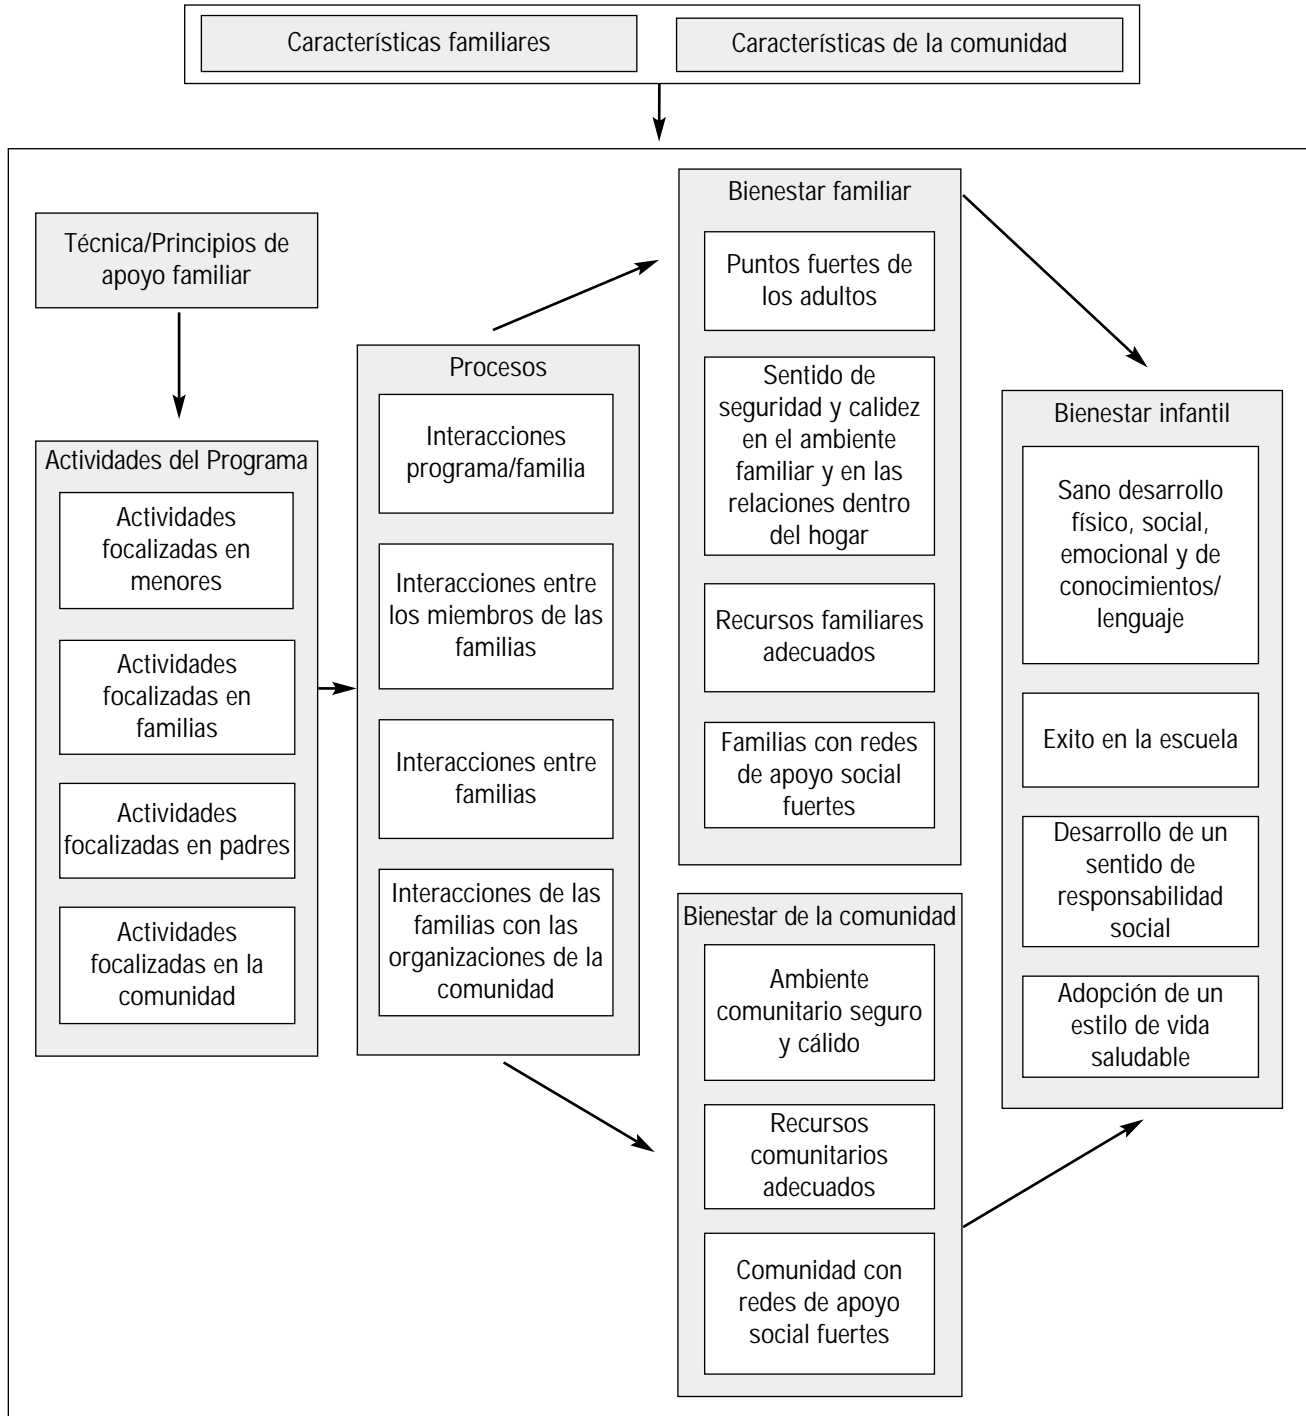 Características familiares
Características de la comunidad
Técnica/Principios de
apoyo familiar
Actividades del Programa
Actividades
focalizadas en
menores
Actividades
focalizadas en
familias
Actividades
focalizadas en padres
Actividades
focalizadas en la
comunidad
Procesos
Interacciones
programa/familia
Interacciones entre
los miembros de las
familias
Interacciones entre
familias
Interacciones de las
familias con las
organizaciones de la
comunidad
Bienestar familiar
Puntos fuertes de
los adultos
Sentido de
seguridad y calidez
en el ambiente
familiar y en las
relaciones dentro
del hogar
Recursos familiares
adecuados
Familias con redes
de apoyo social
fuertes
Bienestar de la comunidad
Ambiente
comunitario seguro
y cálido
Recursos
comunitarios
adecuados
Comunidad con
redes de apoyo
social fuertes
Bienestar infantil
Sano desarrollo
físico, social,
emocional y de
conocimientos/
lenguaje
Exito en la escuela
Desarrollo de un
sentido de
responsabilidad
social
Adopción de un
estilo de vida
saludable